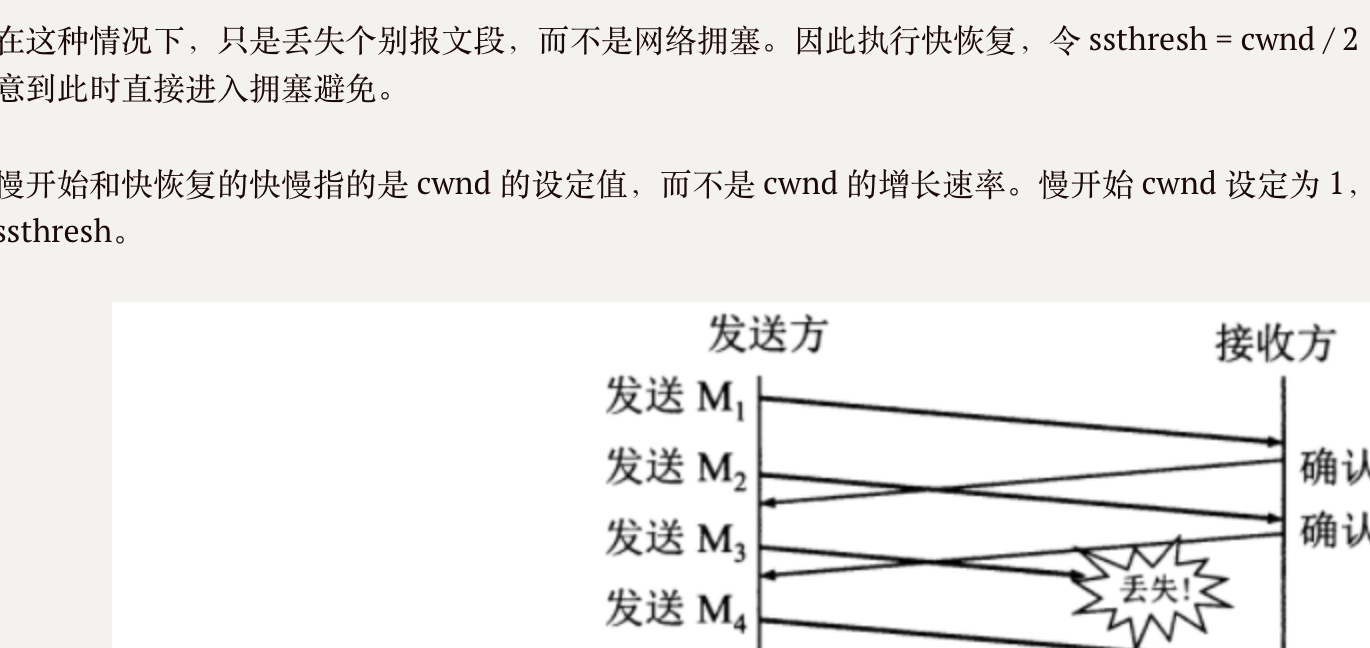 在这种情况下，只是丢失个别报文段，而不是网络拥塞。因此执行快恢复，令 ssthresh = cwnd / 2
意到此时直接进入拥塞避免。
慢开始和快恢复的快慢指的是 cwnd 的设定值，而不是 cwnd 的增长速率。慢开始 cwnd 设定为 1，
ssthresh。
发送方
接收方
发送 M1
发送 M2
确认
确认
发送 M3
丢失!
发送 M4